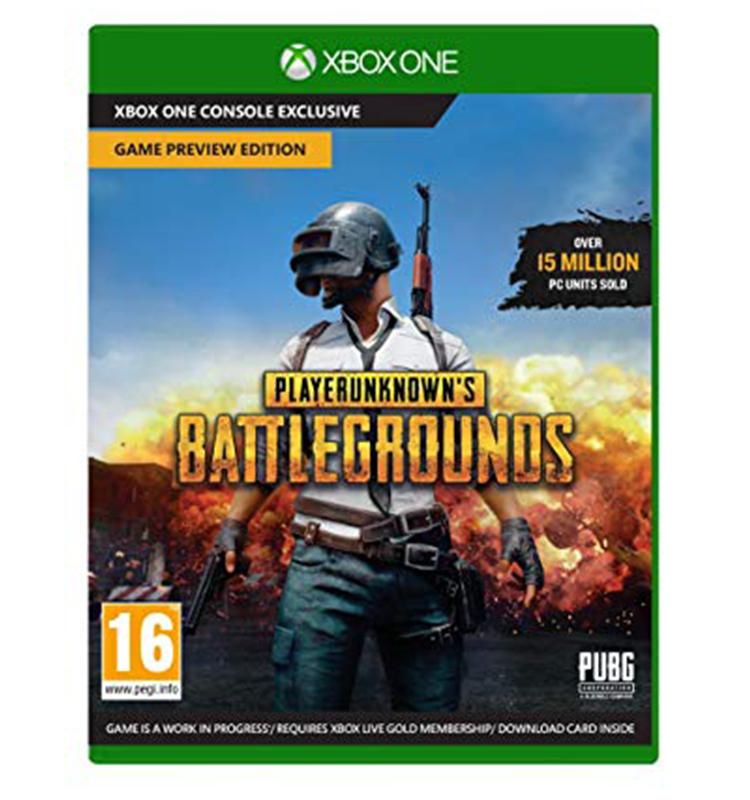 XBOX ONE
XBOX ONE CONSOLE EXCLUSIVE
GAME PREVIEW EDITION
OVER
15 MILLION
PC UNITS SOLD
PLAYERUNKNOWN'S
BATTLEGROUNDS
16
www.pegi.info
PUBG
CORPORATION
GAME IS A WORK IN PROGRESS*/ REQUIRES XBOX LIVE GOLD MEMBERSHIP/ DOWNLOAD CARD INSIDE